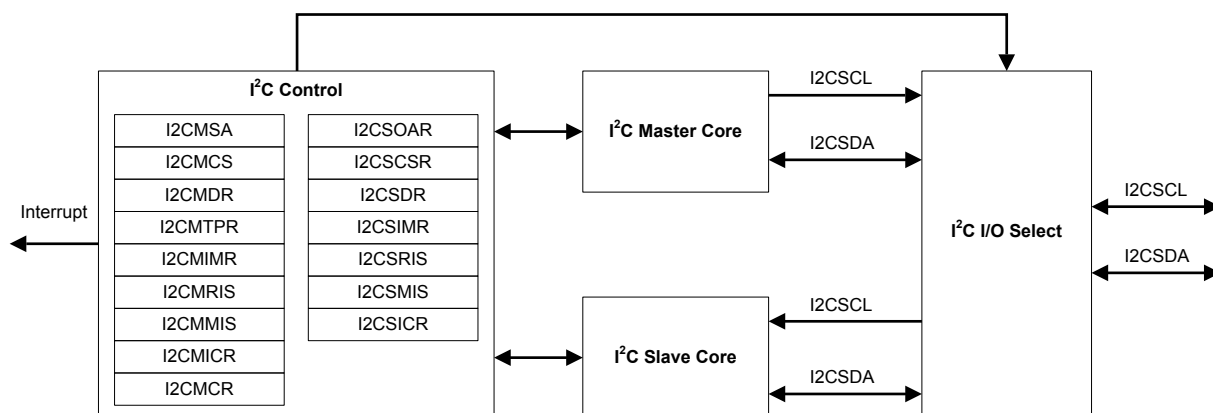 I²C Control
I2CMSA
I2CMCS
I2CMDR
I2CMTPR
I2CMIMR
I2CMRIS
I2CMMIS
I2CMICR
I2CMCR
I2CSOAR
I2CSCSR
I2CSDR
I2CSIMR
I2CSRIS
I2CSMIS
I2CSICR
Interrupt
I²C Master Core
I2CSCL
I2CSDA
I²C Slave Core
I2CSCL
I2CSDA
I²C I/O Select
I2CSCL
I2CSDA